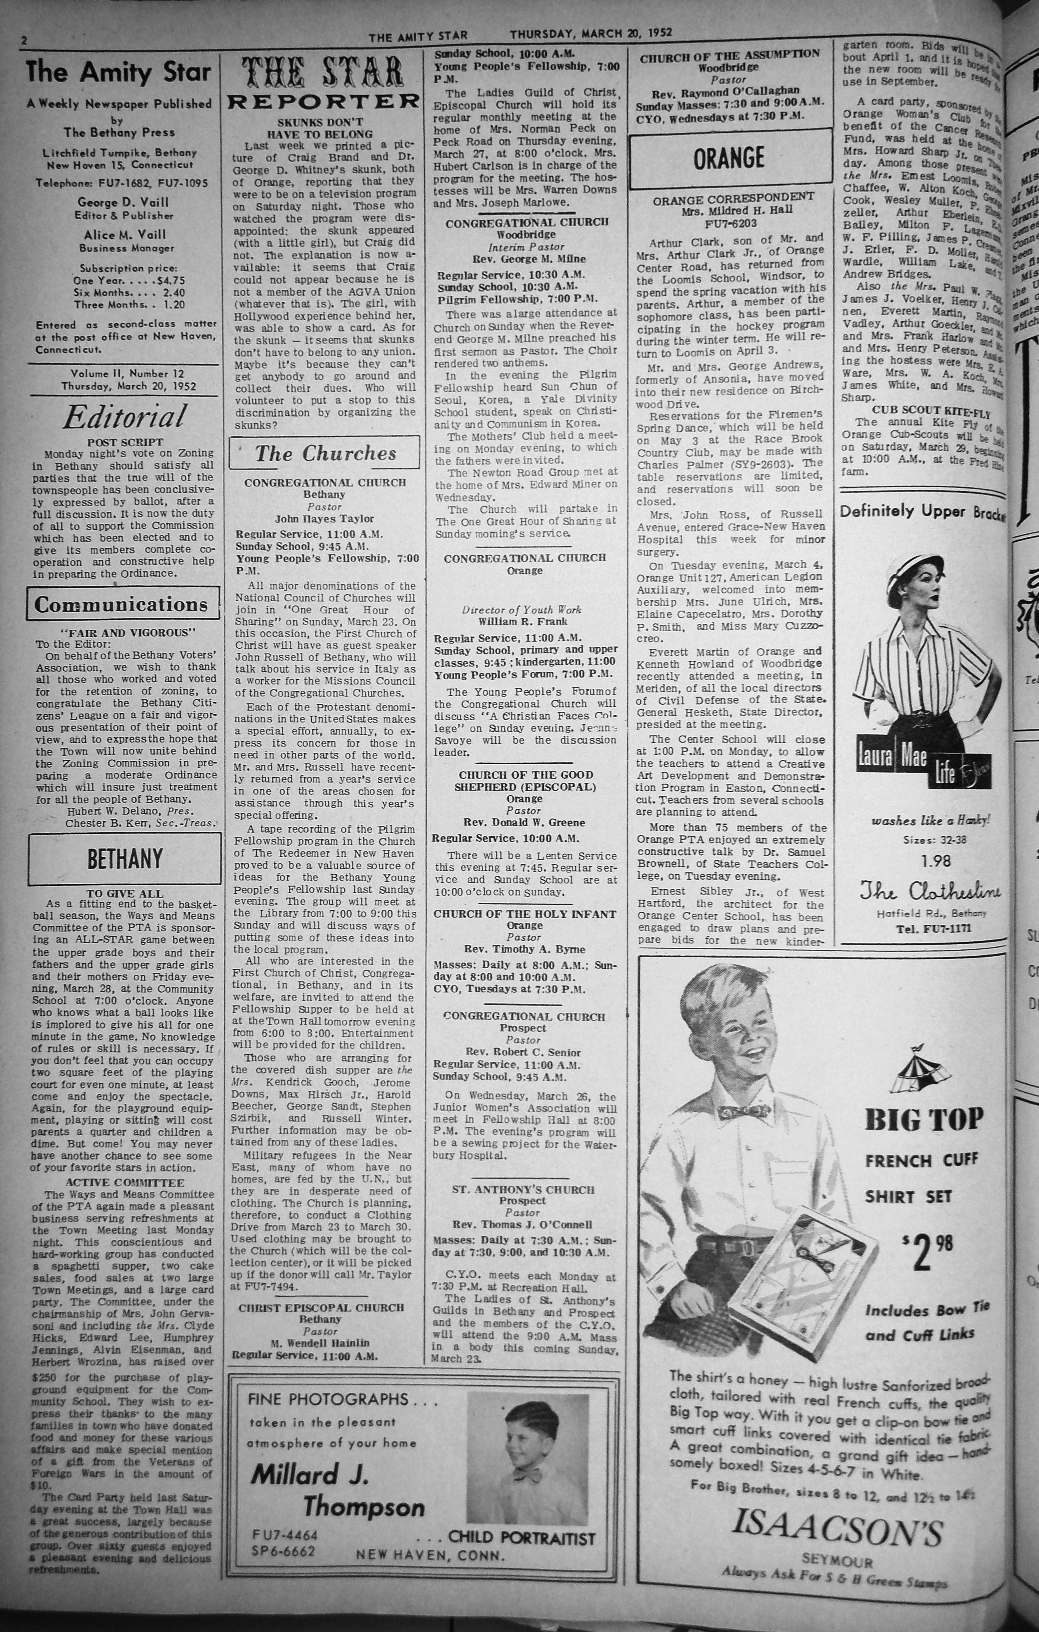 2
THE AMITY STAR
THURSDAY, MARCH 20, 1952
The Amity Star
A Weekly Newspaper Published
by
The Bethany Press
Litchfield Turnpike, Bethany
New Haven 15, Connecticut
Telephone: FU7-1682, FU7-1095
George D. Vaill
Editor & Publisher
Alice M. Vaill
Business Manager
Subscription price:
One Year. . . . .$4.75
Six Months. . . . 2.40
Three Months. . . 1.20
Entered as second-class matter
at the post office at New Haven,
Connecticut.
Volume II, Number 12
Thursday, March 20, 1952
Editorial
POST SCRIPT
Monday night's vote on Zoning
in Bethany should satisfy all
parties that the true will of the
townspeople has been conclusive-
ly expressed by ballot, after a
full discussion. It is now the duty
of all to support the Commission
which has been elected and to
give its members complete co-
operation and constructive help
in preparing the Ordinance.
Communications
"FAIR AND VIGOROUS"
To the Editor:
On behalf of the Bethany Voters'
Association, we wish to thank
all those who worked and voted
for the retention of zoning, to
congratulate the Bethany Citi-
zens' League on a fair and vigor-
ous presentation of their point of
view, and to express the hope that
the Town will now unite behind
the Zoning Commission in pre-
paring a moderate Ordinance
which will insure just treatment
for all the people of Bethany.
Hubert W. Delano, Pres.
Chester B. Kerr, Sec.-Treas.
BETHANY
TO GIVE ALL
As a fitting end to the basket-
ball season, the Ways and Means
Committee of the PTA is sponsor-
ing an ALL-STAR game between
the upper grade boys and their
fathers and the upper grade girls
and their mothers on Friday eve-
ning, March 28, at the Community
School at 7:00 o'clock. Anyone
who knows what a ball looks like
is implored to give his all for one
minute in the game. No knowledge
of rules or skill is necessary. If
you don't feel that you can occupy
two square feet of the playing
court for even one minute, at least
come and enjoy the spectacle.
Again, for the playground equip-
ment, playing or sitting will cost
parents a quarter and children a
dime. But come! You may never
have another chance to see some
of your favorite stars in action.
ACTIVE COMMITTEE
The Ways and Means Committee
of the PTA again made a pleasant
business serving refreshments at
the Town Meeting last Monday
night. This conscientious and
hard-working group has conducted
a spaghetti supper, two cake
sales, food sales at two large
Town Meetings, and a large card
party. The Committee, under the
chairmanship of Mrs. John Gerva-
soni and including the Mrs. Clyde
Hicks, Edward Lee, Humphrey
Jennings, Alvin Eisenman, and
Herbert Wrozina, has raised over
$250 for the purchase of play-
ground equipment for the Com-
munity School. They wish to ex-
press their thanks to the many
families in town who have donated
food and money for these various
affairs and make special mention
of a gift from the Veterans of
Foreign Wars in the amount of
$10.
The Card Party held last Satur-
day evening at the Town Hall was
a great success, largely because
of the generous contribution of this
group. Over sixty guests enjoyed
a pleasant evening and delicious
refreshments.
THE STAR
REPORTER
SKUNKS DON'T
HAVE TO BELONG
Last week we printed a pic-
ture of Craig Brand and Dr.
George D. Whitney's skunk, both
of Orange, reporting that they
were to be on a television program
on Saturday night. Those who
watched the program were dis-
appointed: the skunk appeared
(with a little girl), but Craig did
not. The explanation is now a-
vailable: it seems that Craig
could not appear because he is
not a member of the AGVA Union
(whatever that is). The girl, with
Hollywood experience behind her,
was able to show a card. As for
the skunk — it seems that skunks
don't have to belong to any union.
Maybe it's because they can't
get anybody to go around and
collect their dues. Who will
volunteer to put a stop to this
discrimination by organizing the
skunks?
The Churches
CONGREGATIONAL CHURCH
Bethany
Pastor
John Hayes Taylor
Regular Service, 11:00 A.M.
Sunday School, 9:45 A.M.
Young People's Fellowship, 7:00
P.M.
All major denominations of the
National Council of Churches will
join in "One Great Hour of
Sharing" on Sunday, March 23. On
this occasion, the First Church of
Christ will have as guest speaker
John Russell of Bethany, who will
talk about his service in Italy as
a worker for the Missions Council
of the Congregational Churches.
Each of the Protestant denomi-
nations in the United States makes
a special effort, annually, to ex-
press its concern for those in
need in other parts of the world.
Mr. and Mrs. Russell have recent-
ly returned from a year's service
in one of the areas chosen for
assistance through this year's
special offering.
A tape recording of the Pilgrim
Fellowship program in the Church
of The Redeemer in New Haven
proved to be a valuable source of
ideas for the Bethany Young
People's Fellowship last Sunday
evening. The group will meet at
the Library from 7:00 to 9:00 this
Sunday and will discuss ways of
putting some of these ideas into
the local program.
All who are interested in the
First Church of Christ, Congrega-
tional, in Bethany, and in its
welfare, are invited to attend the
Fellowship Supper to be held at
at the Town Hall tomorrow evening
from 6:00 to 8:00. Entertainment
will be provided for the children.
Those who are arranging for
the covered dish supper are the
Mrs. Kendrick Gooch, Jerome
Downs, Max Hirsch Jr., Harold
Beecher, George Sandt, Stephen
Szirbik, and Russell Winter.
Further information may be ob-
tained from any of these ladies.
Military refugees in the Near
East, many of whom have no
homes, are fed by the U.N., but
they are in desperate need of
clothing. The Church is planning,
therefore, to conduct a Clothing
Drive from March 23 to March 30.
Used clothing may be brought to
the Church (which will be the col-
lection center), or it will be picked
up if the donor will call Mr. Taylor
at FU7-7494.
CHRIST EPISCOPAL CHURCH
Bethany
Pastor
M. Wendell Hainlin
Regular Service, 11:00 A.M.
Sunday School, 10:00 A.M.
Young People's Fellowship, 7:00
P.M.
The Ladies Guild of Christ
Episcopal Church will hold its
regular monthly meeting at the
home of Mrs. Norman Peck on
Peck Road on Thursday evening,
March 27, at 8:00 o'clock. Mrs.
Hubert Carlson is in charge of the
program for the meeting. The hos-
tesses will be Mrs. Warren Downs
and Mrs. Joseph Marlowe.
CONGREGATIONAL CHURCH
Woodbridge
Interim Pastor
Rev. George M. Milne
Regular Service, 10:30 A.M.
Sunday School, 10:30 A.M.
Pilgrim Fellowship, 7:00 P.M.
There was a large attendance at
Church on Sunday when the Rever-
end George M. Milne preached his
first sermon as Pastor. The Choir
rendered two anthems.
In the evening the Pilgrim
Fellowship heard Sun Chun of
Seoul, Korea, a Yale Divinity
School student, speak on Christi-
anity and Communism in Korea.
The Mothers' Club held a meet-
ing on Monday evening, to which
the fathers were invited.
The Newton Road Group met at
the home of Mrs. Edward Miner on
Wednesday.
The Church will partake in
The One Great Hour of Sharing at
Sunday morning's service.
CONGREGATIONAL CHURCH
Orange
Director of Youth Work
William R. Frank
Regular Service, 11:00 A.M.
Sunday School, primary and upper
classes, 9:45 ; kindergarten, 11:00
Young People's Forum, 7:00 P.M.
The Young People's Forum of
the Congregational Church will
discuss "A Christian Faces Col-
lege" on Sunday evening. Jeanne
Savoye will be the discussion
leader.
CHURCH OF THE GOOD
SHEPHERD (EPISCOPAL)
Orange
Pastor
Rev. Donald W. Greene
Regular Service, 10:00 A.M.
There will be a Lenten Service
this evening at 7:45. Regular ser-
vice and Sunday School are at
10:00 o'clock on Sunday.
CHURCH OF THE HOLY INFANT
Orange
Pastor
Rev. Timothy A. Byrne
Masses: Daily at 8:00 A.M.; Sun-
day at 8:00 and 10:00 A.M.
CYO, Tuesdays at 7:30 P.M.
CONGREGATIONAL CHURCH
Prospect
Pastor
Rev. Robert C. Senior
Regular Service, 11:00 A.M.
Sunday School, 9:45 A.M.
On Wednesday, March 26, the
Junior Women's Association will
meet in Fellowship Hall at 8:00
P.M. The evening's program will
be a sewing project for the Water-
bury Hospital.
ST. ANTHONY'S CHURCH
Prospect
Pastor
Rev. Thomas J. O'Connell
Masses: Daily at 7:30 A.M.; Sun-
day at 7:30, 9:00, and 10:30 A.M.
C.Y.O. meets each Monday at
7:30 P.M. at Recreation Hall.
The Ladies of St. Anthony's
Guilds in Bethany and Prospect
and the members of the C.Y.O.
will attend the 9:00 A.M. Mass
in a body this coming Sunday,
March 23.
FINE PHOTOGRAPHS . . .
taken in the pleasant
atmosphere of your home
Millard J.
Thompson
FU7-4464
SP6-6662
. . . CHILD PORTRAITIST
NEW HAVEN, CONN.
CHURCH OF THE ASSUMPTION
Woodbridge
Pastor
Rev. Raymond O'Callaghan
Sunday Masses: 7:30 and 9:00 A.M.
CYO, Wednesdays at 7:30 P.M.
ORANGE
ORANGE CORRESPONDENT
Mrs. Mildred H. Hall
FU7-6203
Arthur Clark, son of Mr. and
Mrs. Arthur Clark Jr., of Orange
Center Road, has returned from
the Loomis School, Windsor, to
spend the spring vacation with his
parents. Arthur, a member of the
sophomore class, has been parti-
cipating in the hockey program
during the winter term. He will re-
turn to Loomis on April 3.
Mr. and Mrs. George Andrews,
formerly of Ansonia, have moved
into their new residence on Birch-
wood Drive.
Reservations for the Firemen's
Spring Dance, which will be held
on May 3 at the Race Brook
Country Club, may be made with
Charles Palmer (SY9-2603). The
table reservations are limited,
and reservations will soon be
closed.
Mrs. John Ross, of Russell
Avenue, entered Grace-New Haven
Hospital this week for minor
surgery.
On Tuesday evening, March 4,
Orange Unit 127, American Legion
Auxiliary, welcomed into mem-
bership Mrs. June Ulrich, Mrs.
Elaine Capecelatro, Mrs. Dorothy
P. Smith, and Miss Mary Cuzzo-
creo.
Everett Martin of Orange and
Kenneth Howland of Woodbridge
recently attended a meeting, in
Meriden, of all the local directors
of Civil Defense of the State.
General Hesketh, State Director,
presided at the meeting.
The Center School will close
at 1:00 P.M. on Monday, to allow
the teachers to attend a Creative
Art Development and Demonstra-
tion Program in Easton, Connecti-
cut. Teachers from several schools
are planning to attend.
More than 75 members of the
Orange PTA enjoyed an extremely
constructive talk by Dr. Samuel
Brownell, of State Teachers Col-
lege, on Tuesday evening.
Ernest Sibley Jr., of West
Hartford, the architect for the
Orange Center School, has been
engaged to draw plans and pre-
pare bids for the new kinder-
garten room. Bids will be in a-
bout April 1, and it is hoped that
the new room will be ready for
use in September.
A card party, sponsored by the
Orange Woman's Club for the
benefit of the Cancer Research
Fund, was held at the home of
Mrs. Howard Sharp Jr. on Tues-
day. Among those present were
the Mrs. Ernest Loomis,
Chaffee, W. Alton Koch, George
Cook, Wesley Muller, P.
zeller, Arthur Eberlein,
Bailey, Milton F.
W. F. Pilling, James P.
J. Erler, F. D. Moller,
Wardle, William Lake, and
Andrew Bridges.
Also the Mrs. Paul W.
James J. Voelker, Henry J.
nen, Everett Martin, Raymond
Vadley, Arthur Goeckler, and Mr.
and Mrs. Frank Harlow and Mr.
and Mrs. Henry Peterson. Assist-
ing the hostess were Mrs. E. A.
Ware, Mrs. W. A. Koch, Mrs.
James White, and Mrs. Howard
Sharp.
CUB SCOUT KITE-FLY
The annual Kite Fly of the
Orange Cub-Scouts will be held
on Saturday, March 29, beginning
at 10:00 A.M., at the Fred
farm.
Definitely Upper Bracket
Laura Mae
Life
washes like a Hanky!
Sizes: 32-38
1.98
The Clothesline
Hatfield Rd., Bethany
Tel. FU7-1171
BIG TOP
FRENCH CUFF
SHIRT SET
$2.98
Includes Bow Tie
and Cuff Links
The shirt's a honey — high lustre Sanforized broad-
cloth, tailored with real French cuffs, the quality
Big Top way. With it you get a clip-on bow tie and
smart cuff links covered with identical tie fabric.
A great combination, a grand gift idea — hand-
somely boxed! Sizes 4-5-6-7 in White.
For Big Brother, sizes 8 to 12, and 12½ to 14½
ISAACSON'S
SEYMOUR
Always Ask For S & H Green Stamps